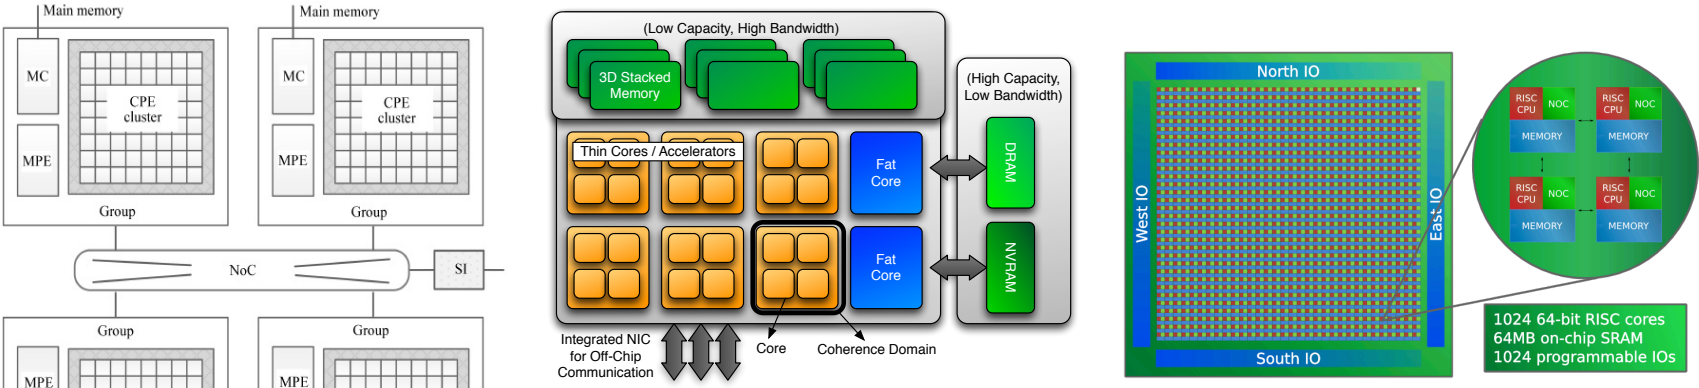 Main memory
Main memory
MC
CPE
cluster
MPE
Group
MC
CPE
cluster
MPE
Group
NoC
SI
Group
MPE
Group
MPE
(Low Capacity, High Bandwidth)
3D Stacked
Memory
(High Capacity,
Low Bandwidth)
Thin Cores / Accelerators
Fat
Core
DRAM
Fat
Core
NVRAM
Integrated NIC
for Off-Chip
Communication
Core
Coherence Domain
North IO
West IO
East IO
South IO
RISC
CPU
NOC
MEMORY
RISC
CPU
NOC
MEMORY
RISC
CPU
NOC
MEMORY
RISC
CPU
NOC
MEMORY
1024 64-bit RISC cores
64MB on-chip SRAM
1024 programmable IOs